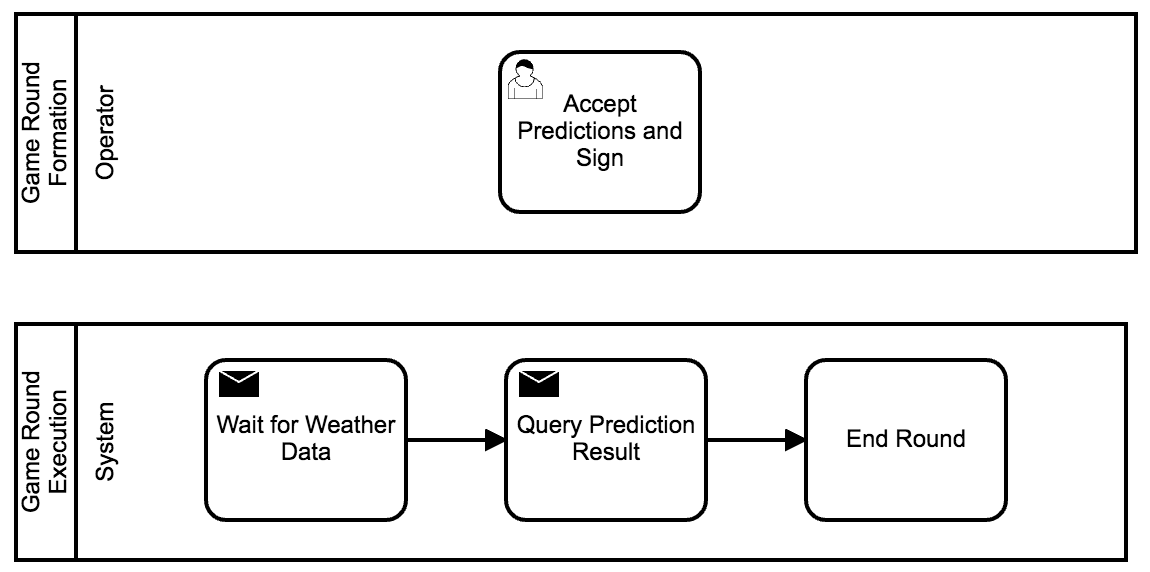 Game Round
Formation
Operator
Accept
Predictions and
Sign
Game Round
Execution
System
Wait for Weather
Data
Query Prediction
Result
End Round